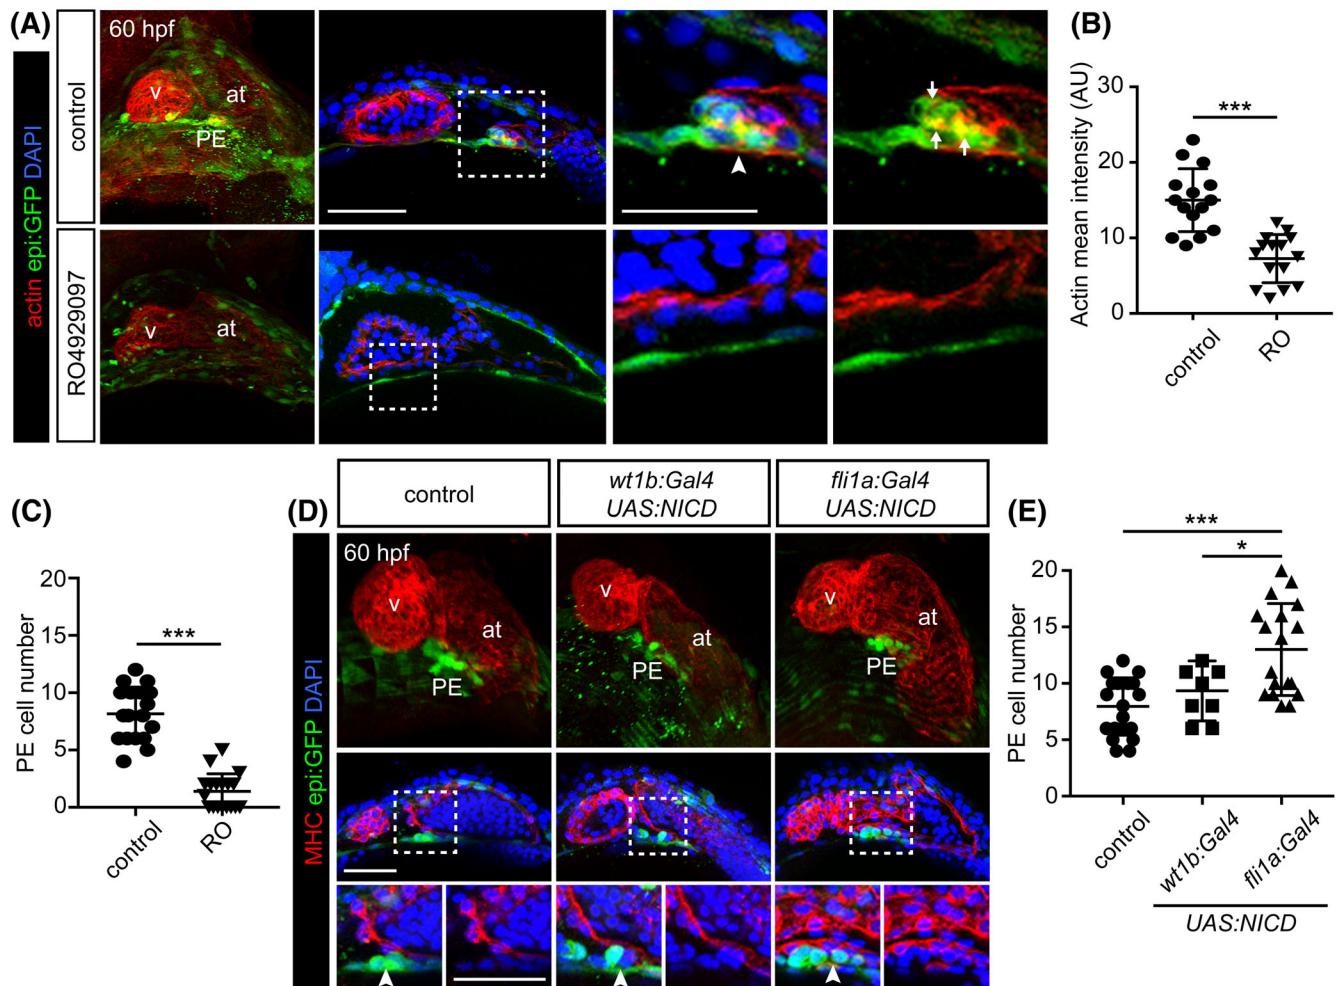 (A)
actin epi:GFP DAPI
control
RO4929097
60 hpf
v
at
PE
v
at
(B)
Actin mean intensity (AU)
30
20
10
0
***
control
RO
(C)
PE cell number
20
15
10
5
0
***
control
RO
(D)
MHC epi:GFP DAPI
control
wt1b:Gal4
UAS:NICD
fli1a:Gal4
UAS:NICD
60 hpf
v
at
PE
v
at
PE
v
at
PE
(E)
PE cell number
20
15
10
5
0
***
*
control
wt1b:Gal4
fli1a:Gal4
UAS:NICD